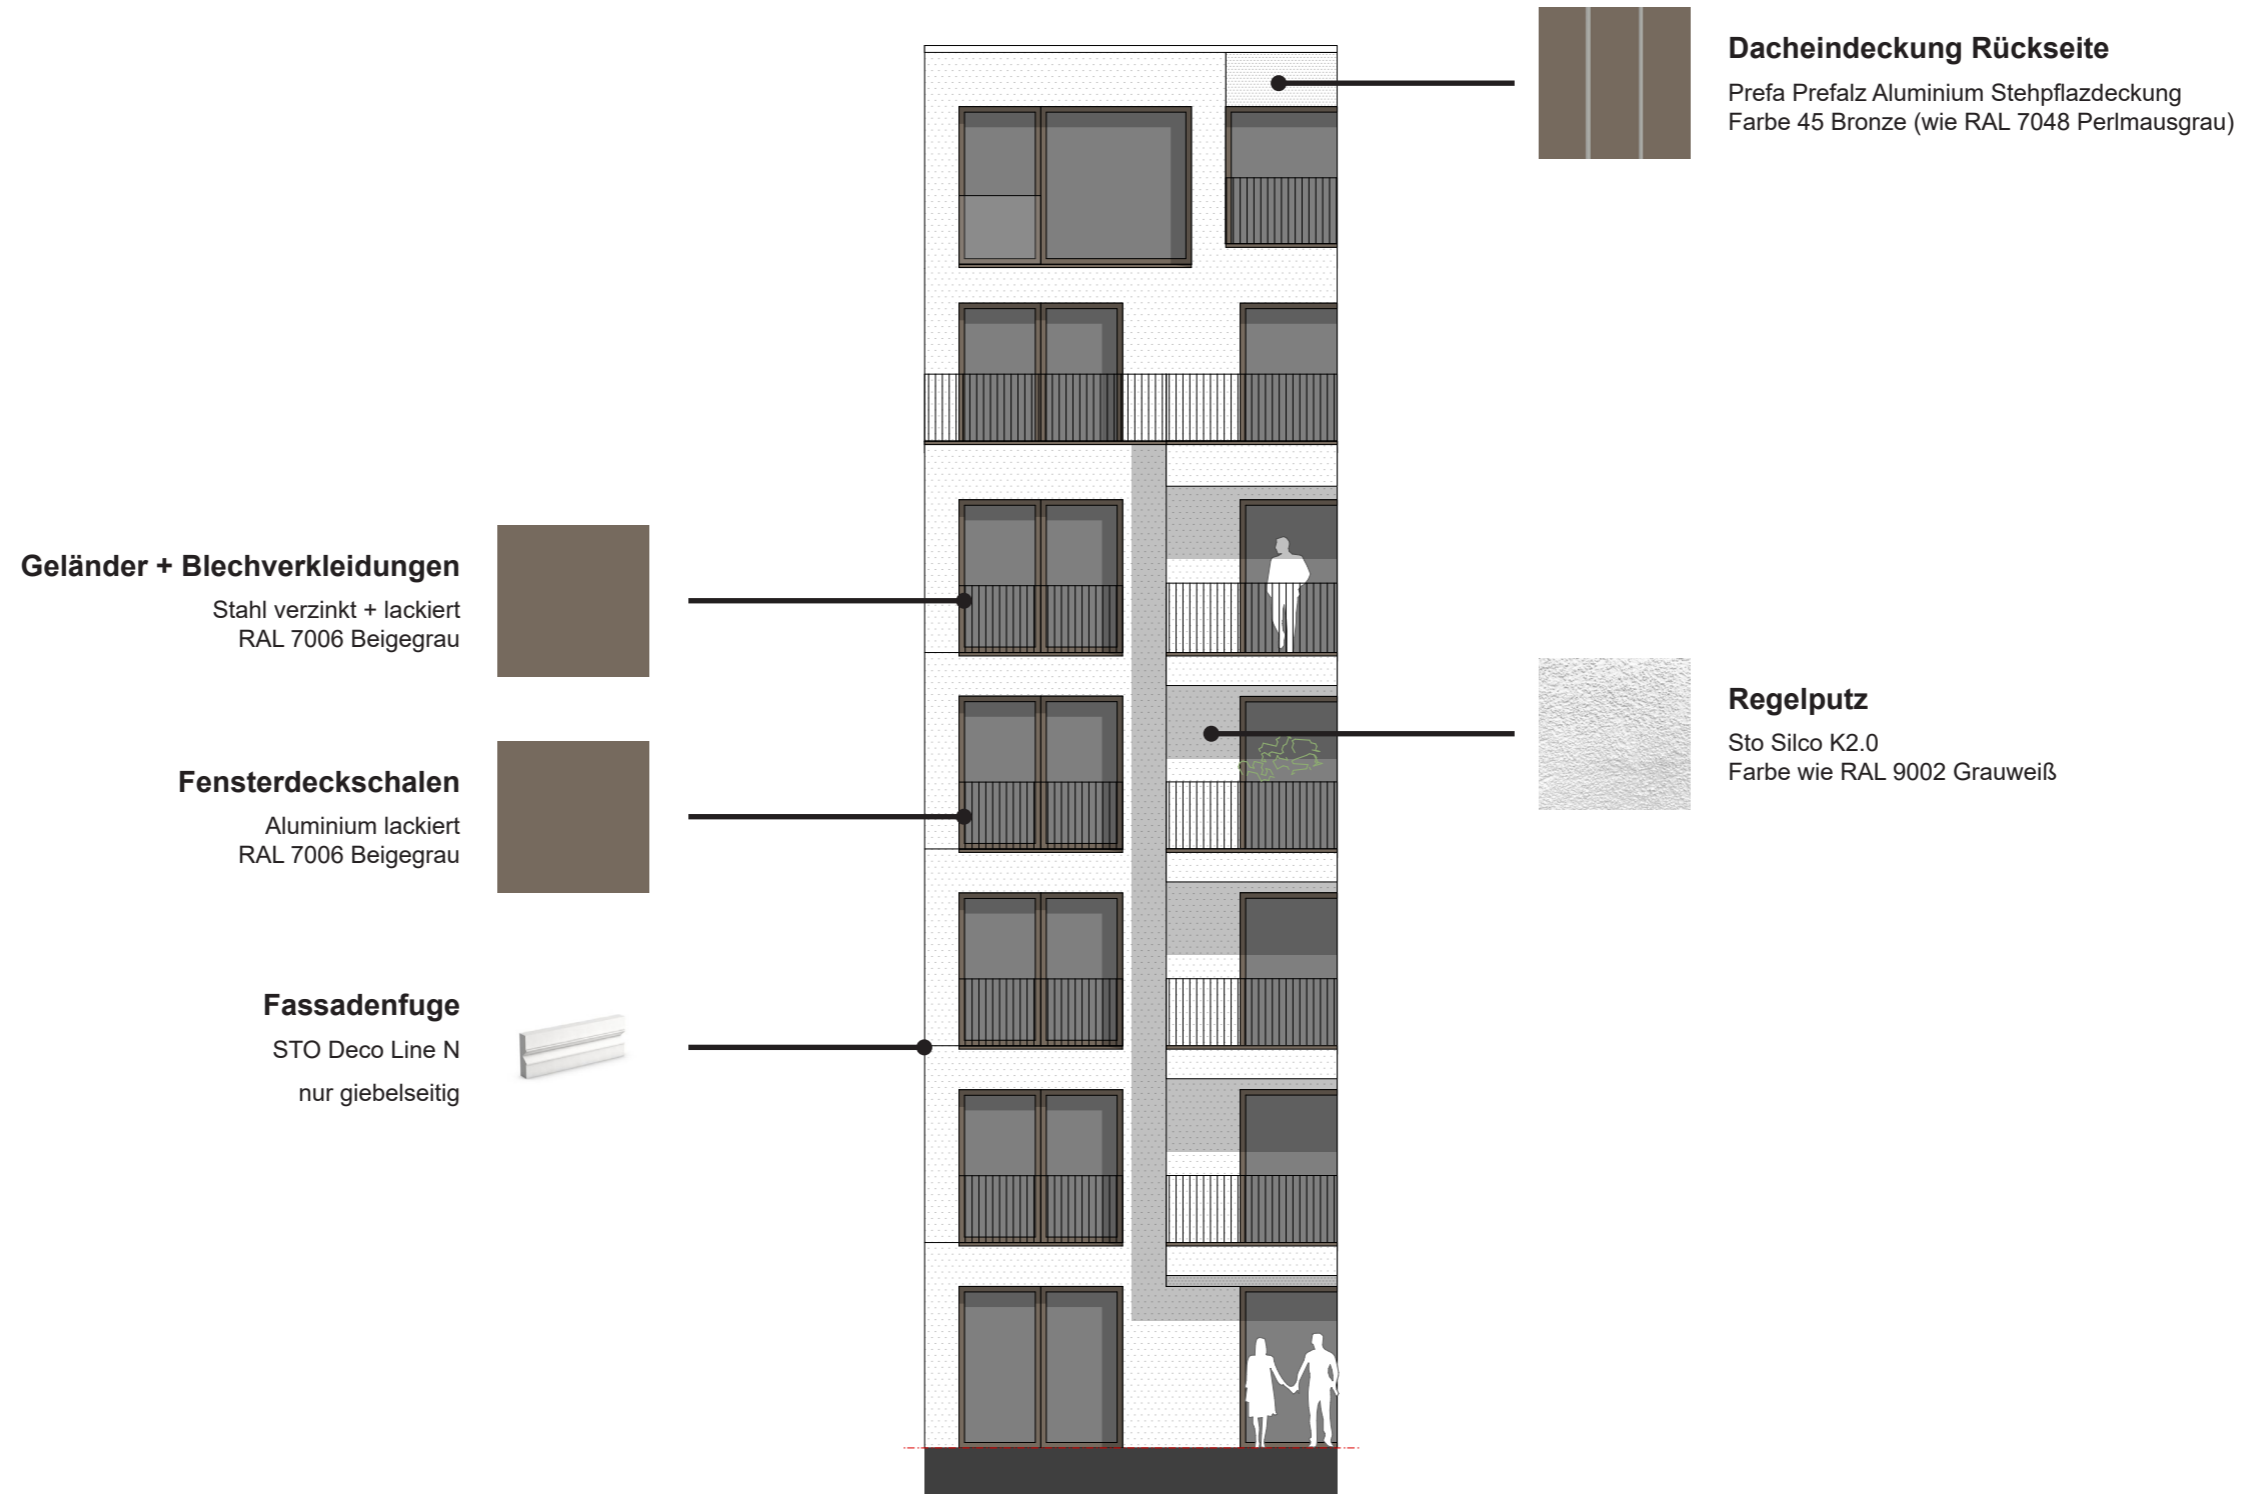 Dacheindeckung Rückseite
Prefa Prefalz Aluminium Stehpflazdeckung
Farbe 45 Bronze (wie RAL 7048 Perlmausgrau)
Geländer + Blechverkleidungen
Stahl verzinkt + lackiert
RAL 7006 Beigegrau
Regelputz
Sto Silco K2.0
Farbe wie RAL 9002 Grauweiß
Fensterdeckschalen
Aluminium lackiert
RAL 7006 Beigegrau
Fassadenfuge
STO Deco Line N
nur giebelseitig